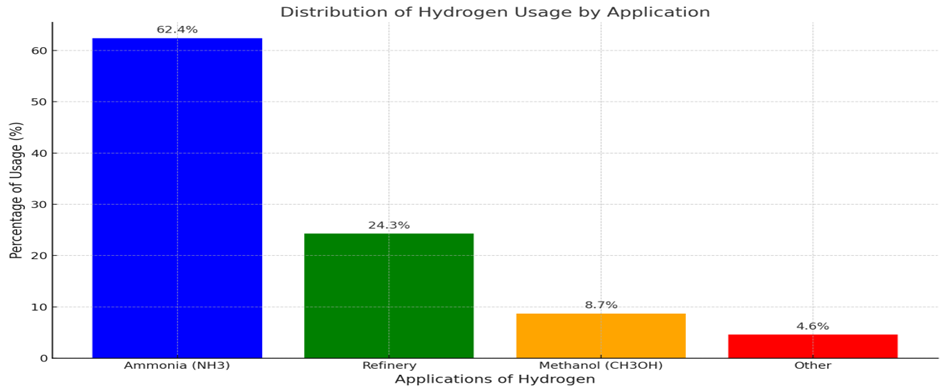 Distribution of Hydrogen Usage by Application
62.4%
60
50
40
30
24.3%
20
10
8.7%
4.6%
0
Percentage of Usage (%)
Ammonia (NH3)
Refinery
Methanol (CH3OH)
Other
Applications of Hydrogen